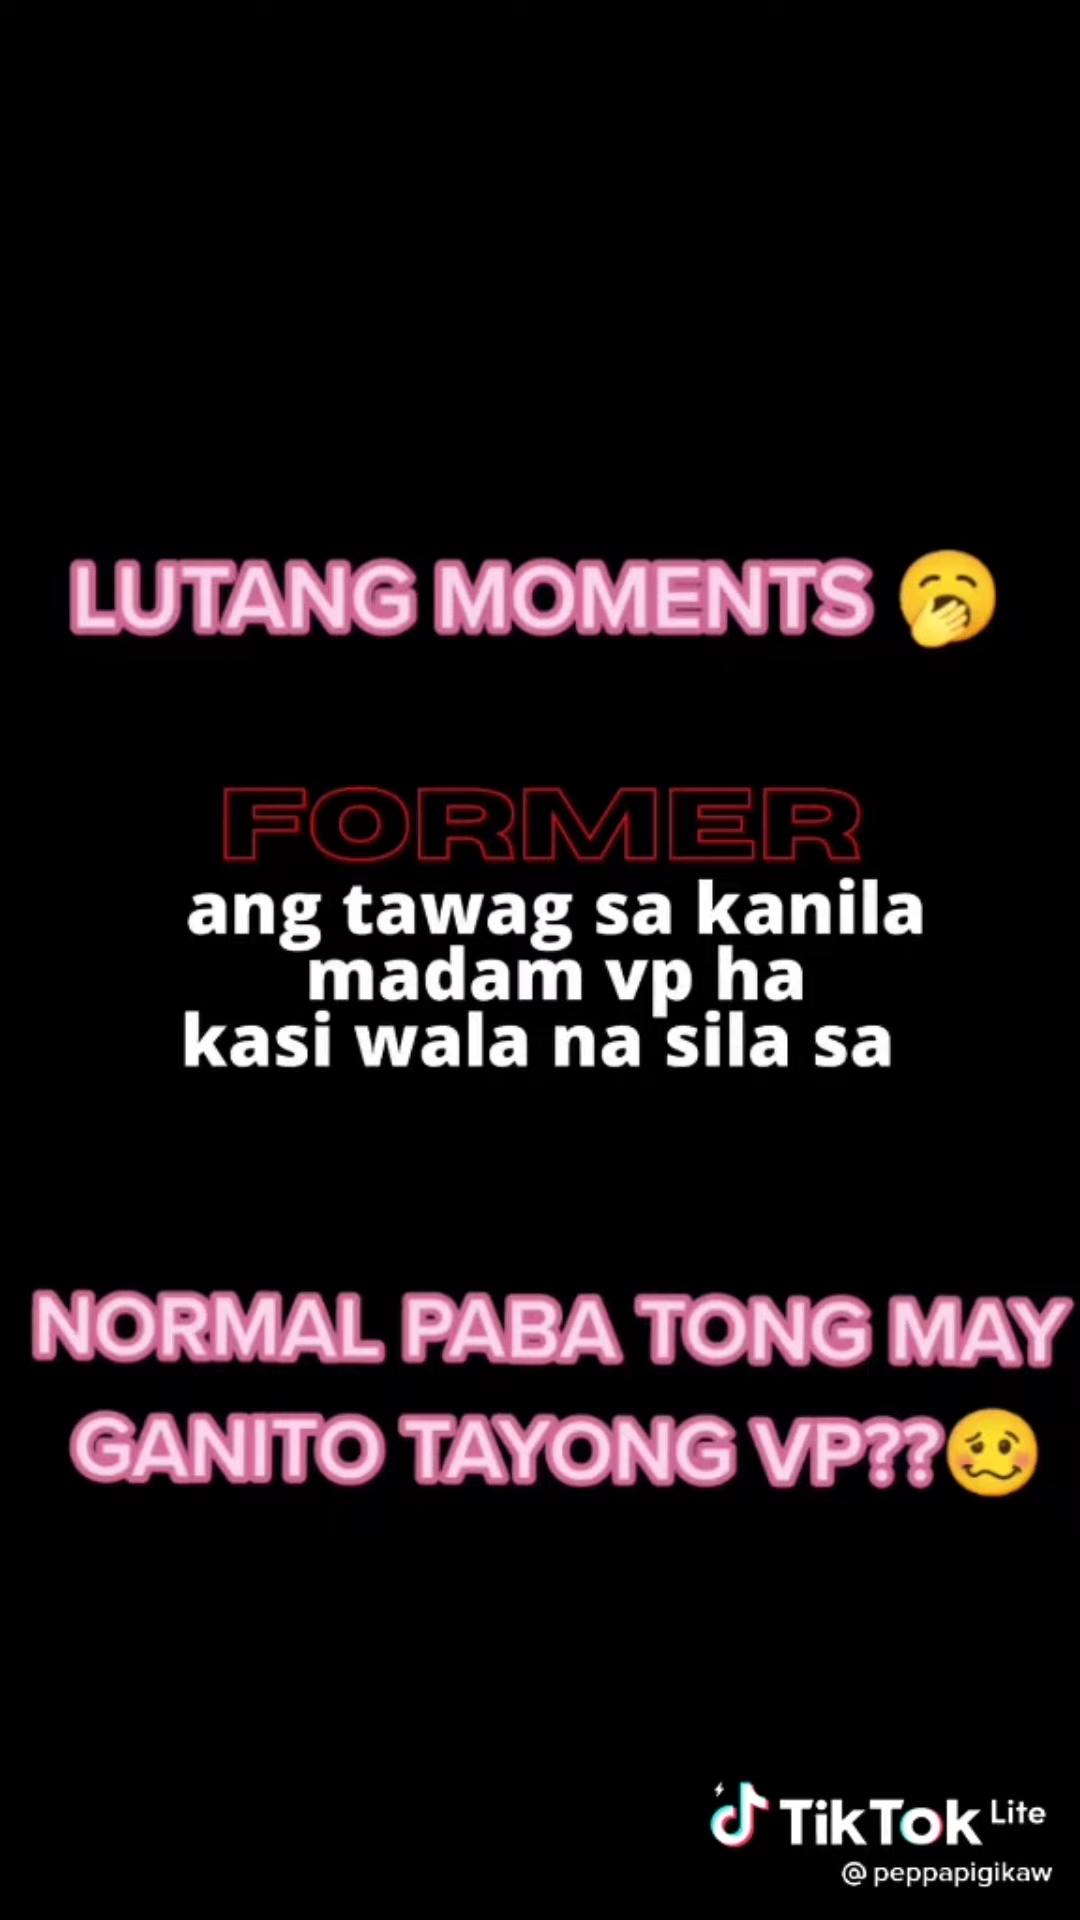 LUTANG MOMENTS 🥱
FORMER
ang tawag sa kanila
madam vp ha
kasi wala na sila sa
NORMAL PABA TONG MAY
GANITO TAYONG VP??🥴
TikTok Lite
@peppapigikaw